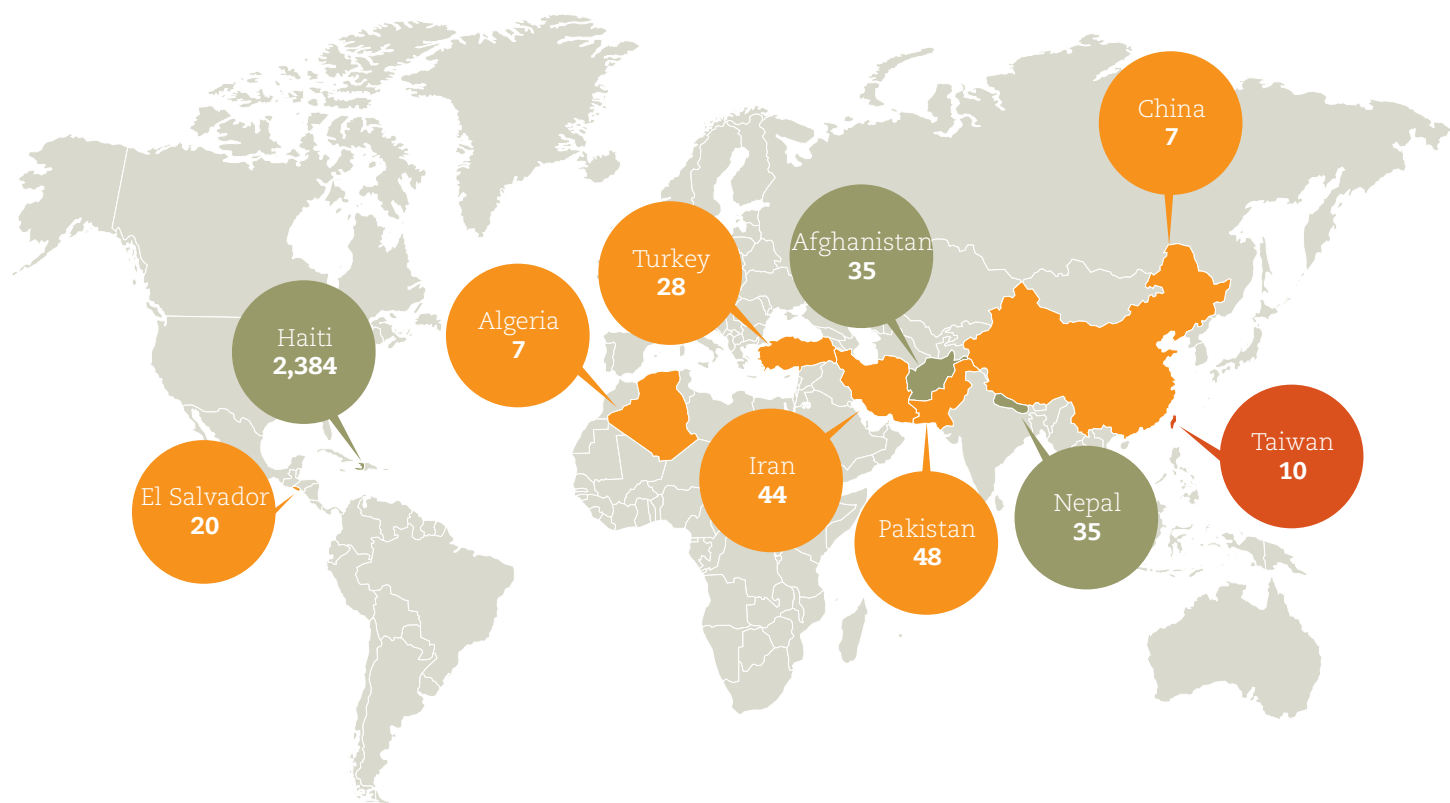 China
7
Afghanistan
35
Turkey
28
Algeria
7
Haiti
2,384
El Salvador
20
Iran
44
Pakistan
48
Nepal
35
Taiwan
10